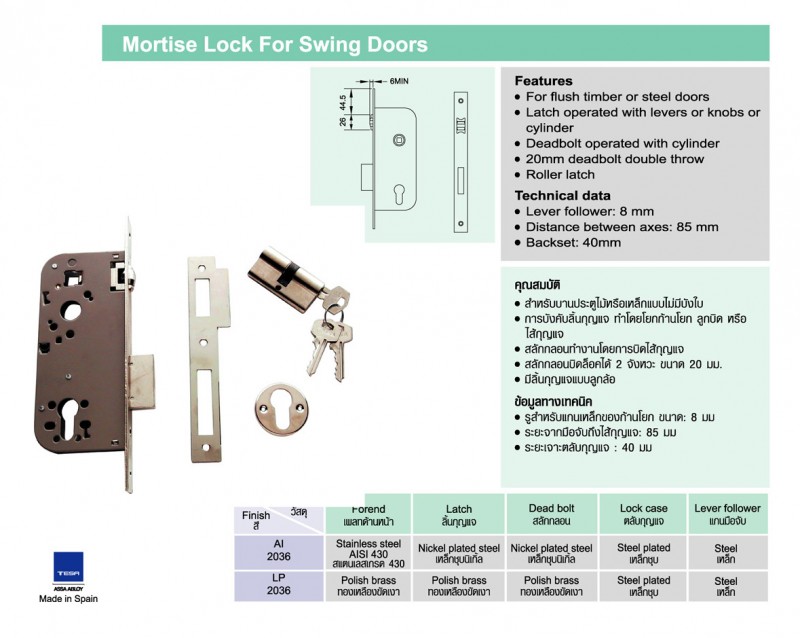 Mortise Lock For Swing Doors
6MIN
44.5
26
Features
• For flush timber or steel doors
• Latch operated with levers or knobs or
cylinder
• Deadbolt operated with cylinder
• 20mm deadbolt double throw
• Roller latch
Technical data
• Lever follower: 8 mm
• Distance between axes: 85 mm
• Backset: 40mm
คุณสมบัติ
• สำหรับบานประตูไม้หรือเหล็กแบบไม่มีบังใบ
• การบังคับลิ้นกุญแจ ทำโดยโยกก้านโยก ลูกบิด หรือ
ไส้กุญแจ
• สลักกลอนทำงานโดยการบิดไส้กุญแจ
• สลักกลอนบิดล็อคได้ 2 จังหวะ ขนาด 20 มม.
• มีลิ้นกุญแจแบบลูกล้อ
ข้อมูลทางเทคนิค
• รูสำหรับแกนเหล็กของก้านโยก ขนาด: 8 มม
• ระยะจากมือจับถึงไส้กุญแจ: 85 มม
• ระยะเจาะตลับกุญแจ : 40 มม
Finish สี วัสดุ Forend Latch Dead bolt Lock case Lever follower
เพลทด้านหน้า ลิ้นกุญแจ สลักกลอน ตลับกุญแจ แกนมือจับ
AI Stainless steel Nickel plated steel Nickel plated steel Steel plated Steel
2036 AISI 430 เหล็กชุบนิเกิล เหล็กชุบนิเกิล เหล็กชุบ เหล็ก
สแตนเลสเกรด 430
LP Polish brass Polish brass Polish brass Steel plated Steel
2036 ทองเหลืองขัดเงา ทองเหลืองขัดเงา ทองเหลืองขัดเงา เหล็กชุบ เหล็ก
TESA
ASSA ABLOY
Made in Spain